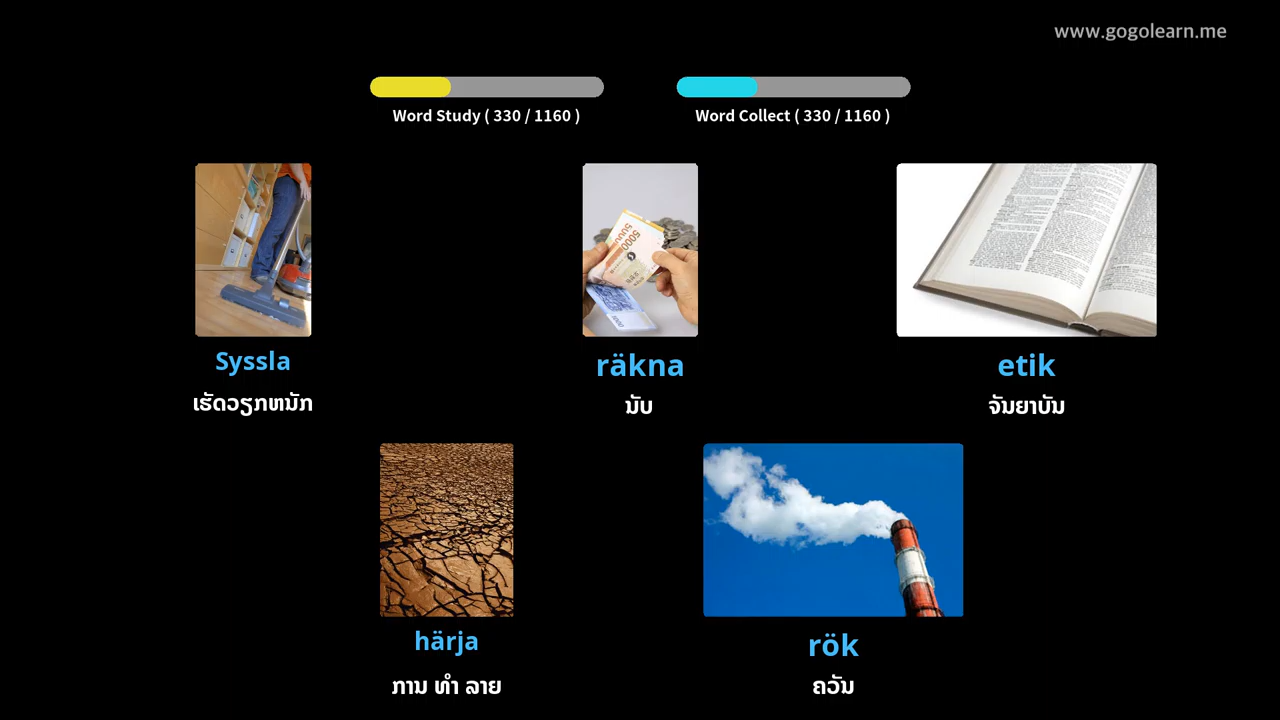 www.gogolearn.me
Word Study ( 330 / 1160 )
Word Collect ( 330 / 1160 )
Syssla
ເຮັດວຽກຫນັກ
räkna
ນັບ
etik
ຈັນຍາບັນ
härja
ການ ທຳ ລາຍ
rök
ຄວັນ